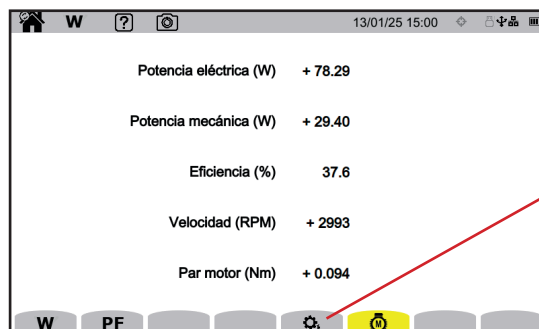 W ? 13/01/25 15:00
Potencia eléctrica (W) + 78.29
Potencia mecánica (W) + 29.40
Eficiencia (%) 37.6
Velocidad (RPM) + 2993
Par motor (Nm) + 0.094
W PF M